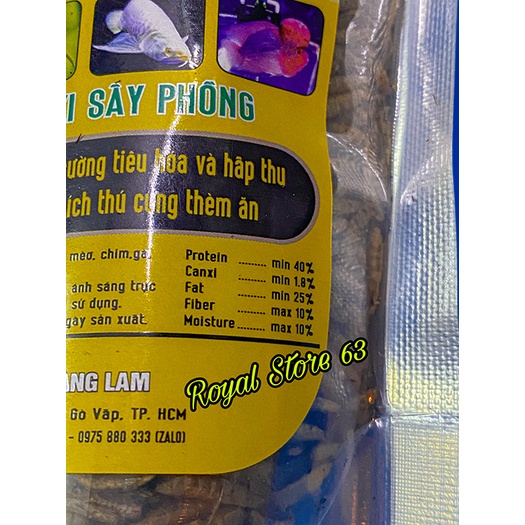 I SẤY PHỒNG
ường tiêu hóa và hấp thụ
ích thú cưng thèm ăn
mèo, chim,gà,
ánh sáng trực
sử dụng.
gày sản xuất.
Protein ........ min 40%
Canxi ........ min 1.8%
Fat ........ min 25%
Fiber ........ max 10%
Moisture ........ max 10%
ANG LAM
Gò Vấp, TP. HCM
- 0975 880 333 (ZALO)
Royal Store 63